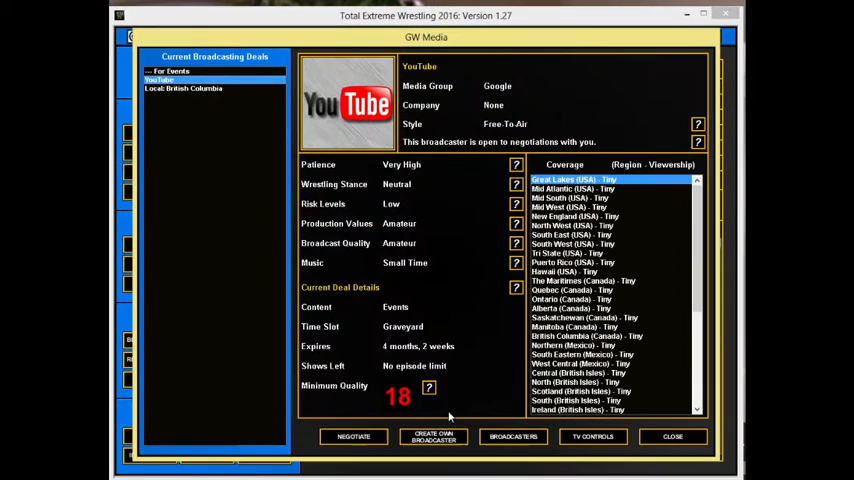 Total Extreme Wrestling 2016: Version 1.27
GW Media
Current Broadcasting Deals
--- For Events
YouTube
Local: British Columbia
YouTube
YouTube
Media Group Google
Company None
Style Free-To-Air ?
This broadcaster is open to negotiations with you. ?
Patience Very High ?
Wrestling Stance Neutral ?
Risk Levels Low ?
Production Values Amateur ?
Broadcast Quality Amateur ?
Music Small Time ?
Current Deal Details ?
Content Events
Time Slot Graveyard
Expires 4 months, 2 weeks
Shows Left No episode limit
Minimum Quality 18 ?
Coverage (Region - Viewership)
Great Lakes (USA) - Tiny
Mid Atlantic (USA) - Tiny
Mid South (USA) - Tiny
Mid West (USA) - Tiny
New England (USA) - Tiny
North West (USA) - Tiny
South East (USA) - Tiny
South West (USA) - Tiny
Tri State (USA) - Tiny
Puerto Rico (USA) - Tiny
Hawaii (USA) - Tiny
The Maritimes (Canada) - Tiny
Quebec (Canada) - Tiny
Ontario (Canada) - Tiny
Alberta (Canada) - Tiny
Saskatchewan (Canada) - Tiny
Manitoba (Canada) - Tiny
British Columbia (Canada) - Tiny
Northern (Mexico) - Tiny
South Eastern (Mexico) - Tiny
West Central (Mexico) - Tiny
Central (British Isles) - Tiny
North (British Isles) - Tiny
Scotland (British Isles) - Tiny
South (British Isles) - Tiny
Ireland (British Isles) - Tiny
NEGOTIATE
CREATE OWN
BROADCASTER
BROADCASTERS
TV CONTROLS
CLOSE